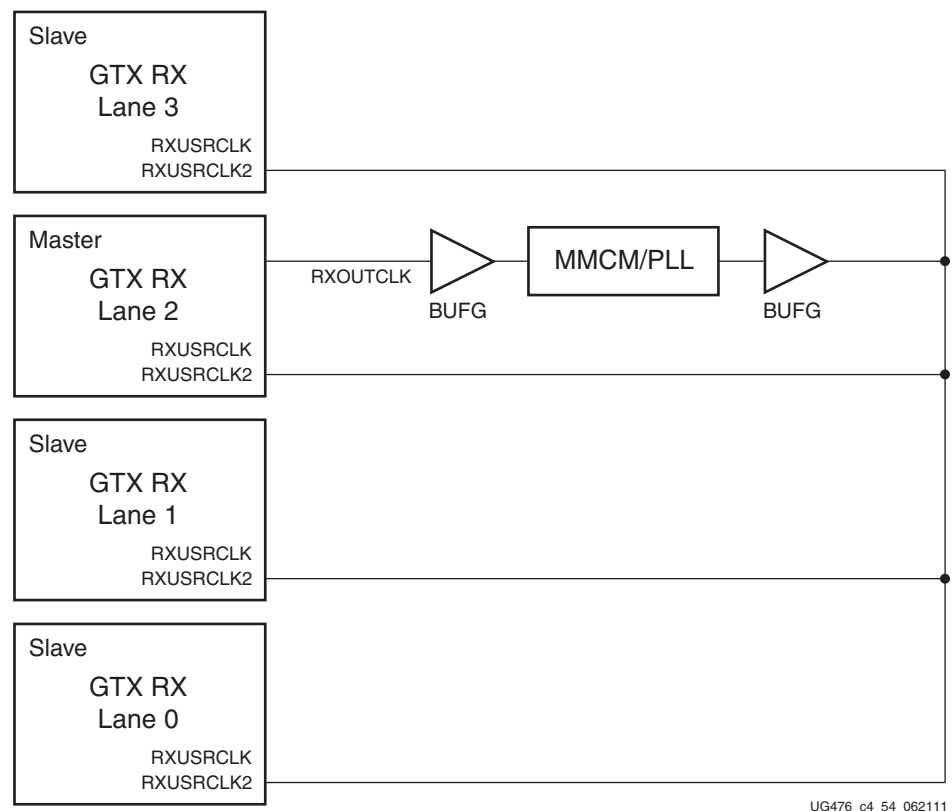 Slave
GTX RX
Lane 3
RXUSRCLK
RXUSRCLK2
Master
GTX RX
Lane 2
RXUSRCLK
RXUSRCLK2
RXOUTCLK
BUFG
MMCM/PLL
BUFG
Slave
GTX RX
Lane 1
RXUSRCLK
RXUSRCLK2
Slave
GTX RX
Lane 0
RXUSRCLK
RXUSRCLK2
UG476_c4_54_062111